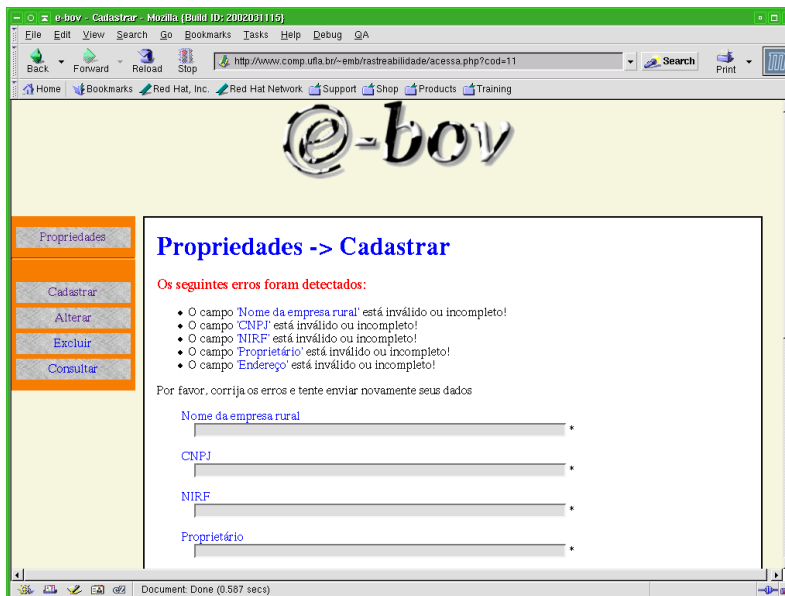 e-bov - Cadastrar - Mozilla {Build ID: 2002031115}
File Edit View Search Go Bookmarks Tasks Help Debug QA
Back Forward Reload Stop http://www.comp.ufla.br/~emb/rastreabilidade/acessa.php?cod=11 Search Print
Home Bookmarks Red Hat, Inc. Red Hat Network Support Shop Products Training
e-bov
Propriedades
Cadastrar
Alterar
Excluir
Consultar
Propriedades -> Cadastrar
Os seguintes erros foram detectados:
O campo 'Nome da empresa rural' está inválido ou incompleto!
O campo 'CNPJ' está inválido ou incompleto!
O campo 'NIRF' está inválido ou incompleto!
O campo 'Proprietário' está inválido ou incompleto!
O campo 'Endereço' está inválido ou incompleto!
Por favor, corrija os erros e tente enviar novamente seus dados
Nome da empresa rural
*
CNPJ
*
NIRF
*
Proprietário
*
Document: Done (0.587 secs)